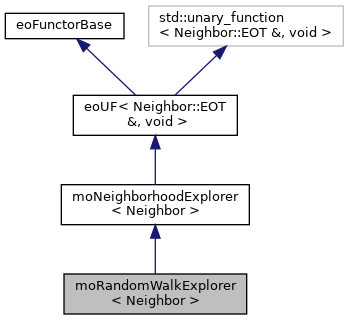 eoFunctorBase
std::unary_function
< Neighbor::EOT &, void >
eoUF< Neighbor::EOT
&, void >
moNeighborhoodExplorer
< Neighbor >
moRandomWalkExplorer
< Neighbor >